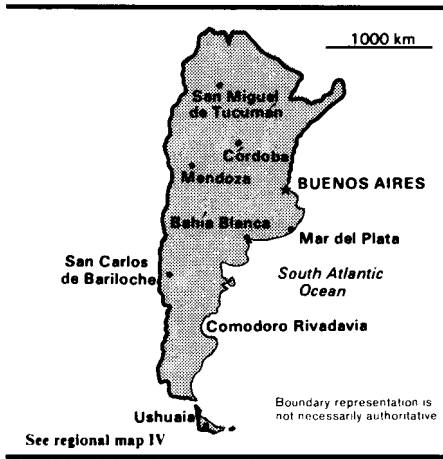 1000 km
San Miguel
de Tucumán
Córdoba
Mendoza
BUENOS AIRES
Bahía Blanca
Mar del Plata
San Carlos
de Bariloche
South Atlantic
Ocean
Comodoro Rivadavia
Boundary representation is
not necessarily authoritative
Ushuaia
See regional map IV